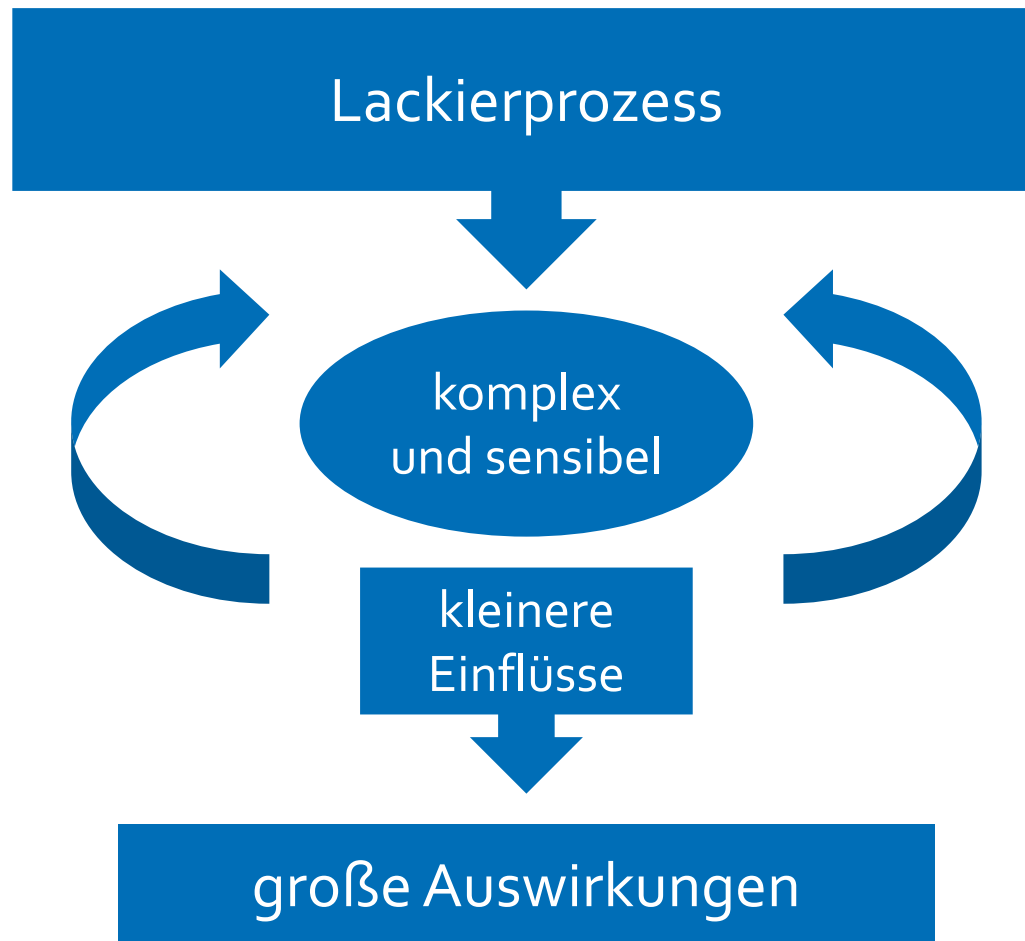 Lackierprozess
komplex
und sensibel
kleinere
Einflüsse
große Auswirkungen